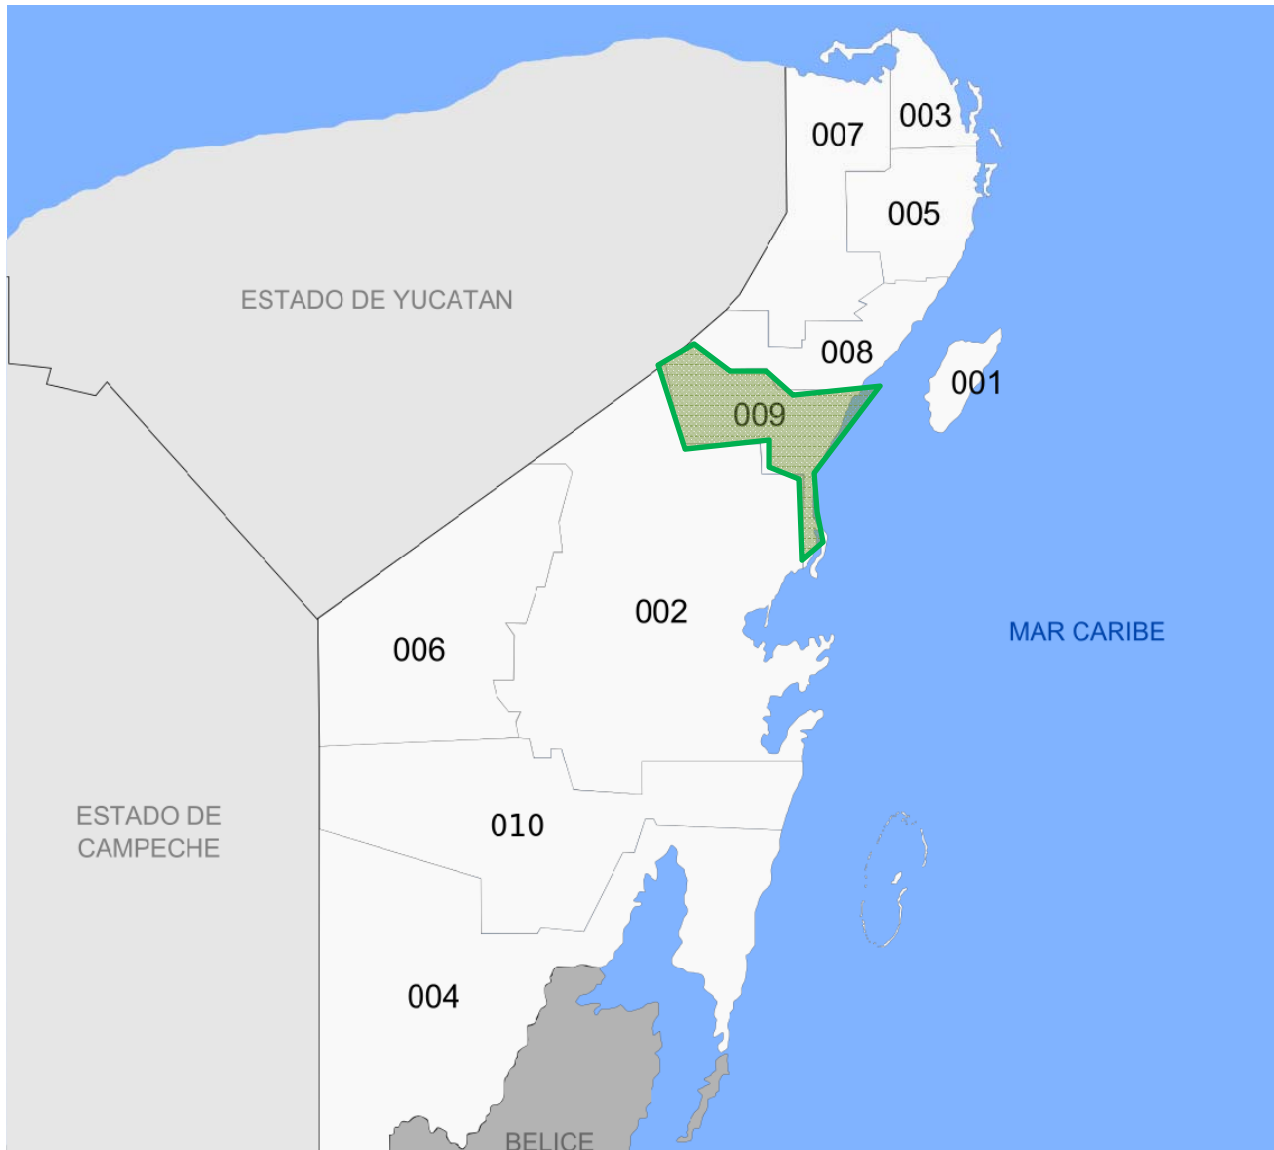 003
007
005
ESTADO DE YUCATAN
008
001
009
002
MAR CARIBE
006
ESTADO DE
CAMPECHE
010
004
BELICE